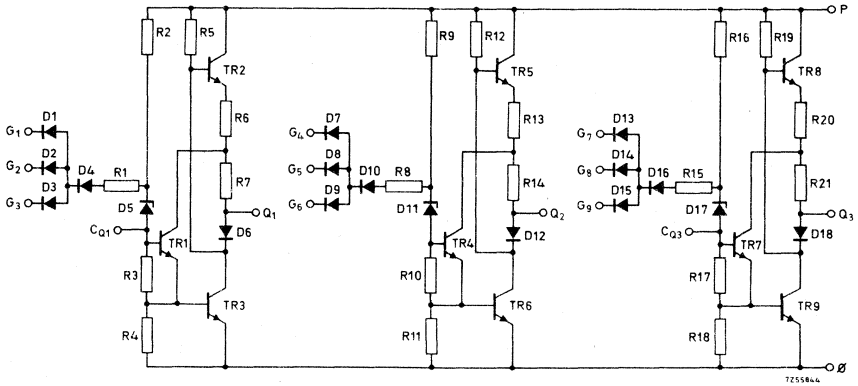 R2 R5 R9 R12 R16 R19 P
TR2 TR5 TR8
D1 D7 D13
G1 R6 G4 R13 G7 R20
D2 D8 D14
G2 D4 R1 G5 D10 R8 G8 D16 R15
D3 R7 D9 R14 D15 R21
G3 G6 G9
D5 Q1 D11 Q2 D17 Q3
CQ1 TR1 D6 TR4 D12 CQ3 TR7 D18
R3 R10 R17
TR3 TR6 TR9
R4 R11 R18
Ø
7Z55844